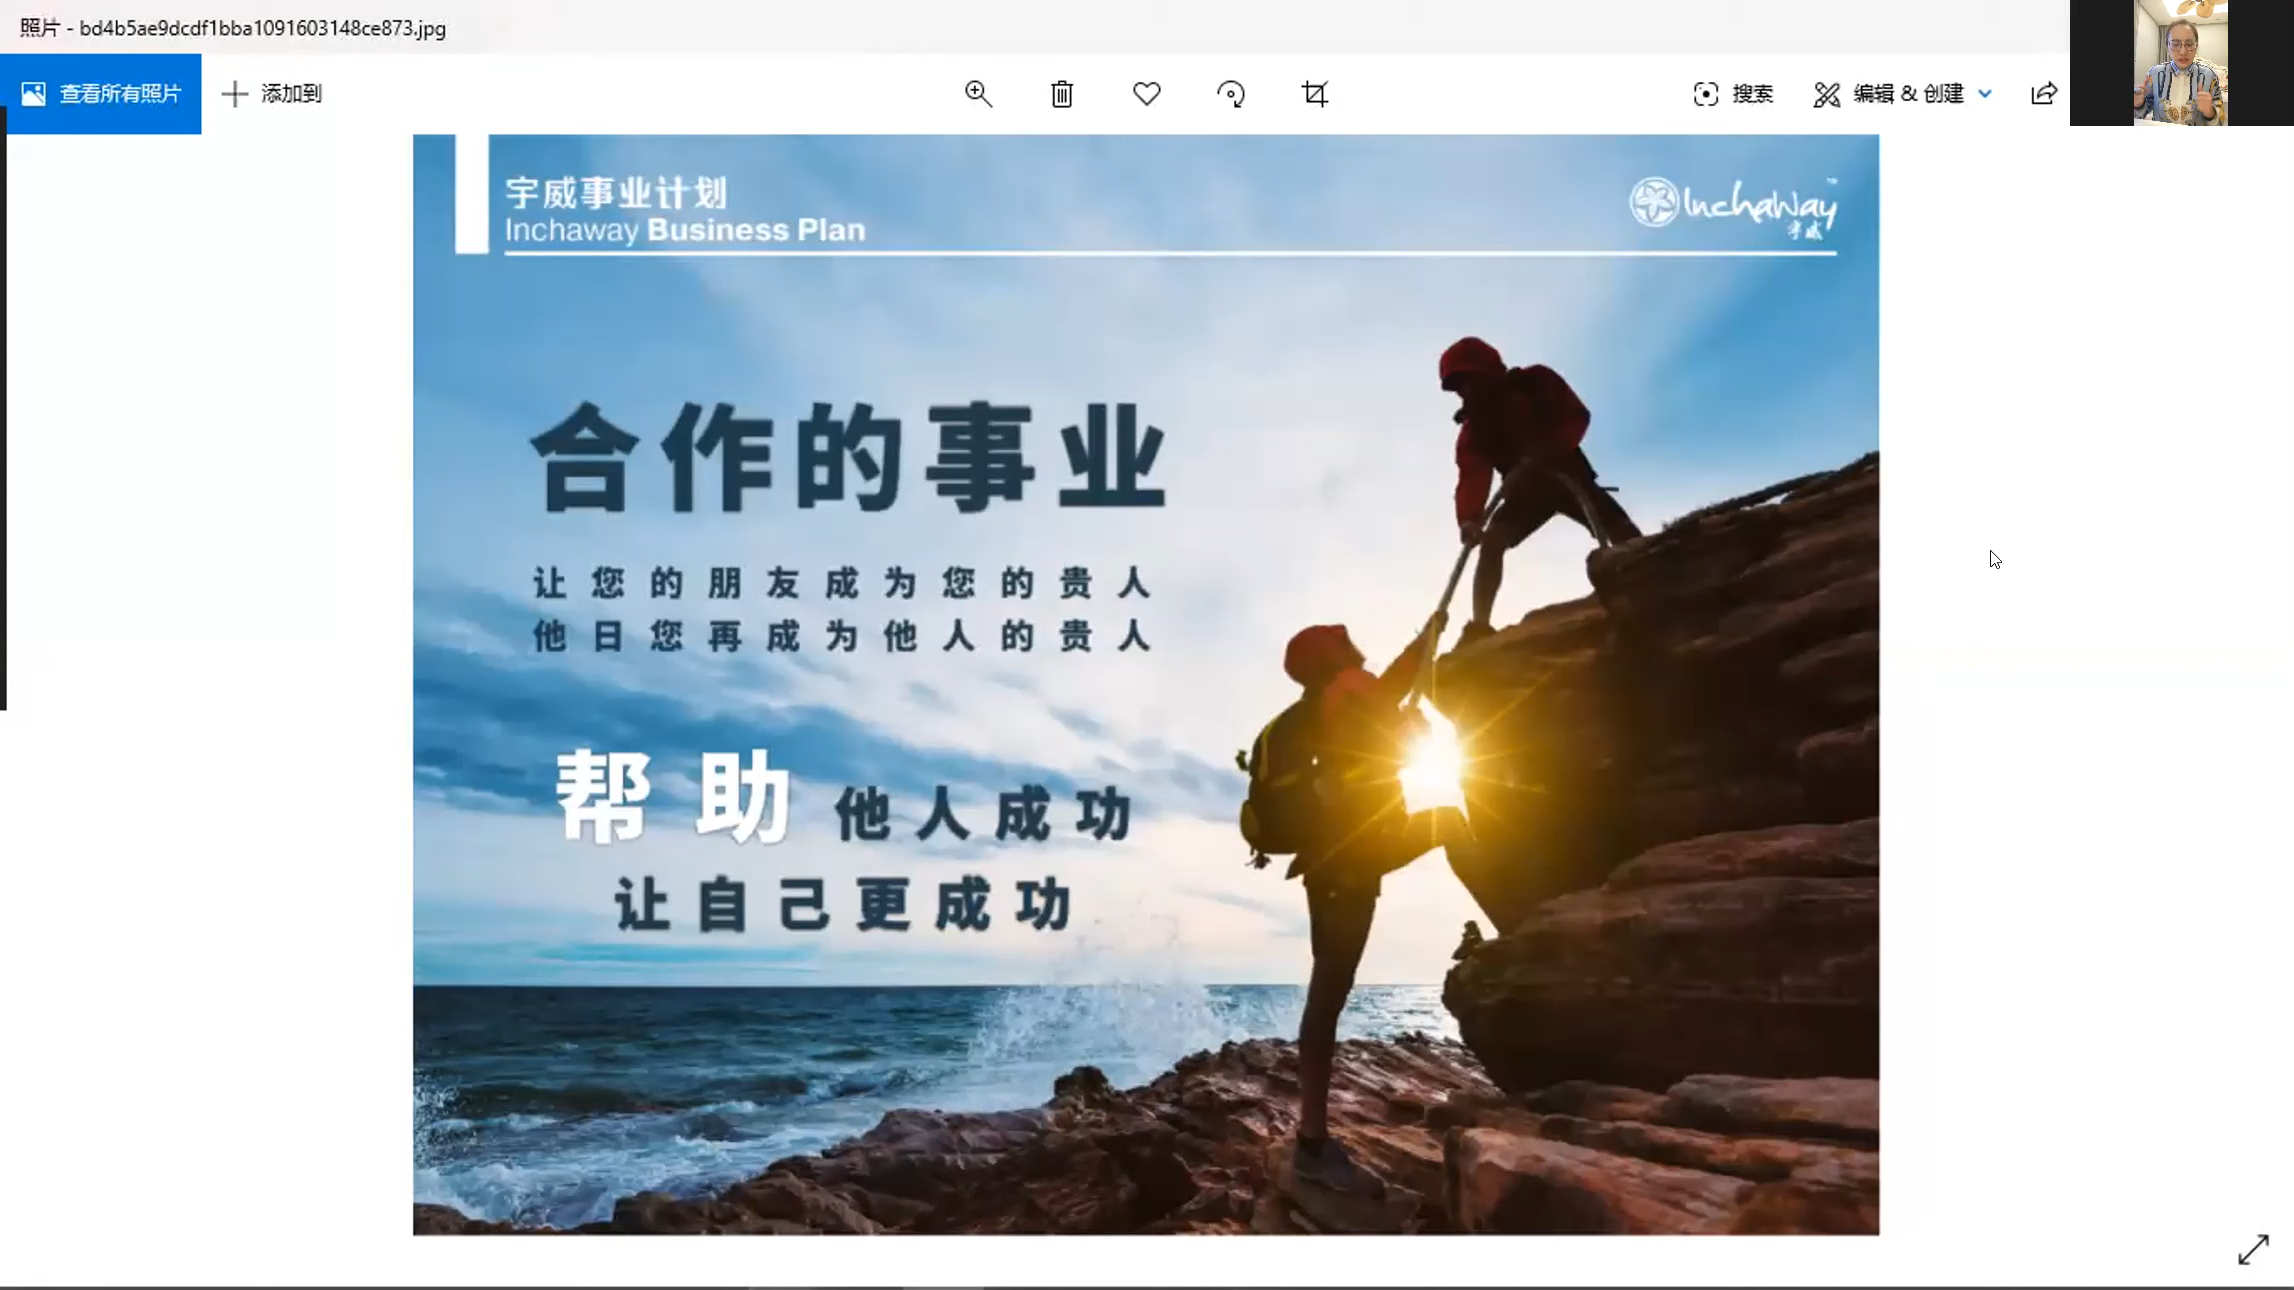 照片 - bd4b5ae9dcdf1bba1091603148ce873.jpg
查看所有照片
添加到
搜索
编辑 & 创建
宇威事业计划
Inchaway Business Plan
Inchaway™
宇威
合作的事业
让您的朋友成为您的贵人
他日您再成为他人的贵人
帮助他人成功
让自己更成功